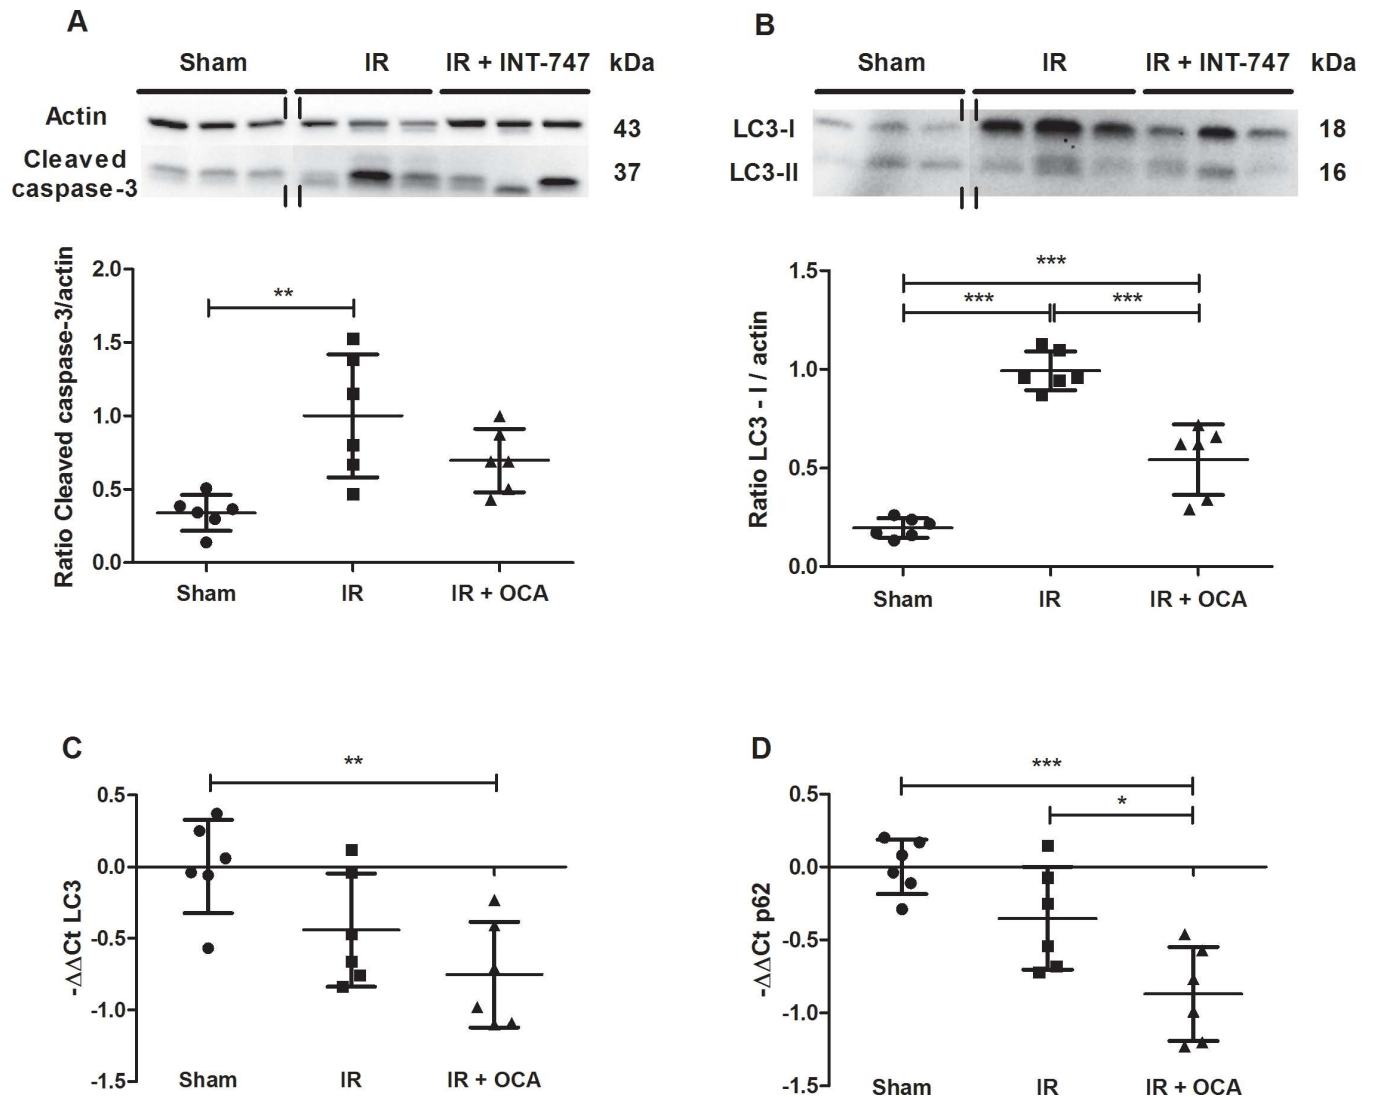 A
Sham IR IR + INT-747 kDa
Actin 43
Cleaved
caspase-3 37
Ratio Cleaved caspase-3/actin
2.0
1.5
1.0
0.5
0.0
**
Sham IR IR + OCA
B
Sham IR IR + INT-747 kDa
LC3-I 18
LC3-II 16
Ratio LC3 - I / actin
1.5
1.0
0.5
0.0
***
*** ***
Sham IR IR + OCA
C
**
-ΔΔCt LC3
0.5
0.0
-0.5
-1.0
-1.5
Sham IR IR + OCA
D
***
*
-ΔΔCt p62
0.5
0.0
-0.5
-1.0
-1.5
Sham IR IR + OCA